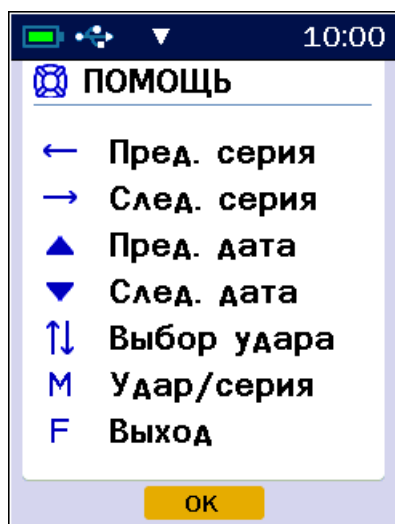 10:00
ПОМОЩЬ
← Пред. серия
→ След. серия
▲ Пред. дата
▼ След. дата
↑↓ Выбор удара
M Удар/серия
F Выход
OK